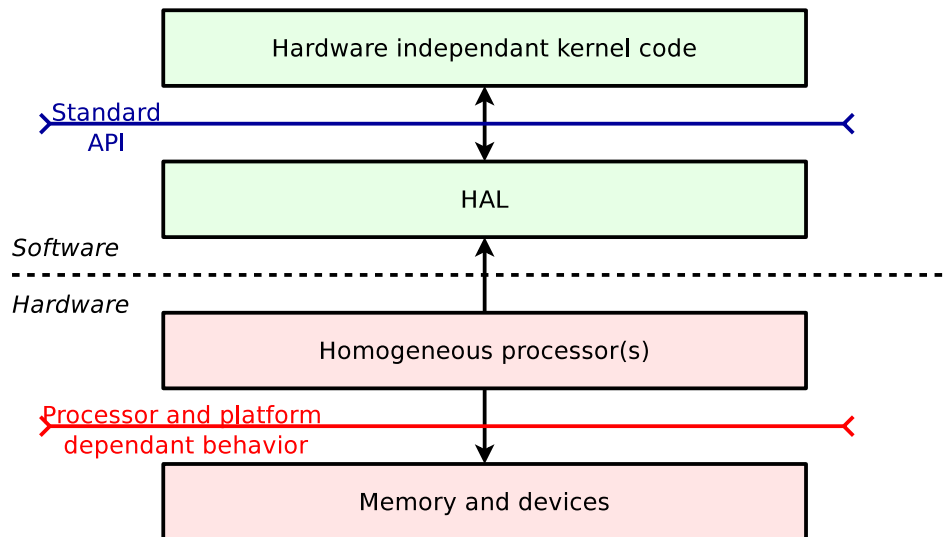 Hardware independant kernel code
Standard
API
HAL
Software
Hardware
Homogeneous processor(s)
Processor and platform
dependant behavior
Memory and devices